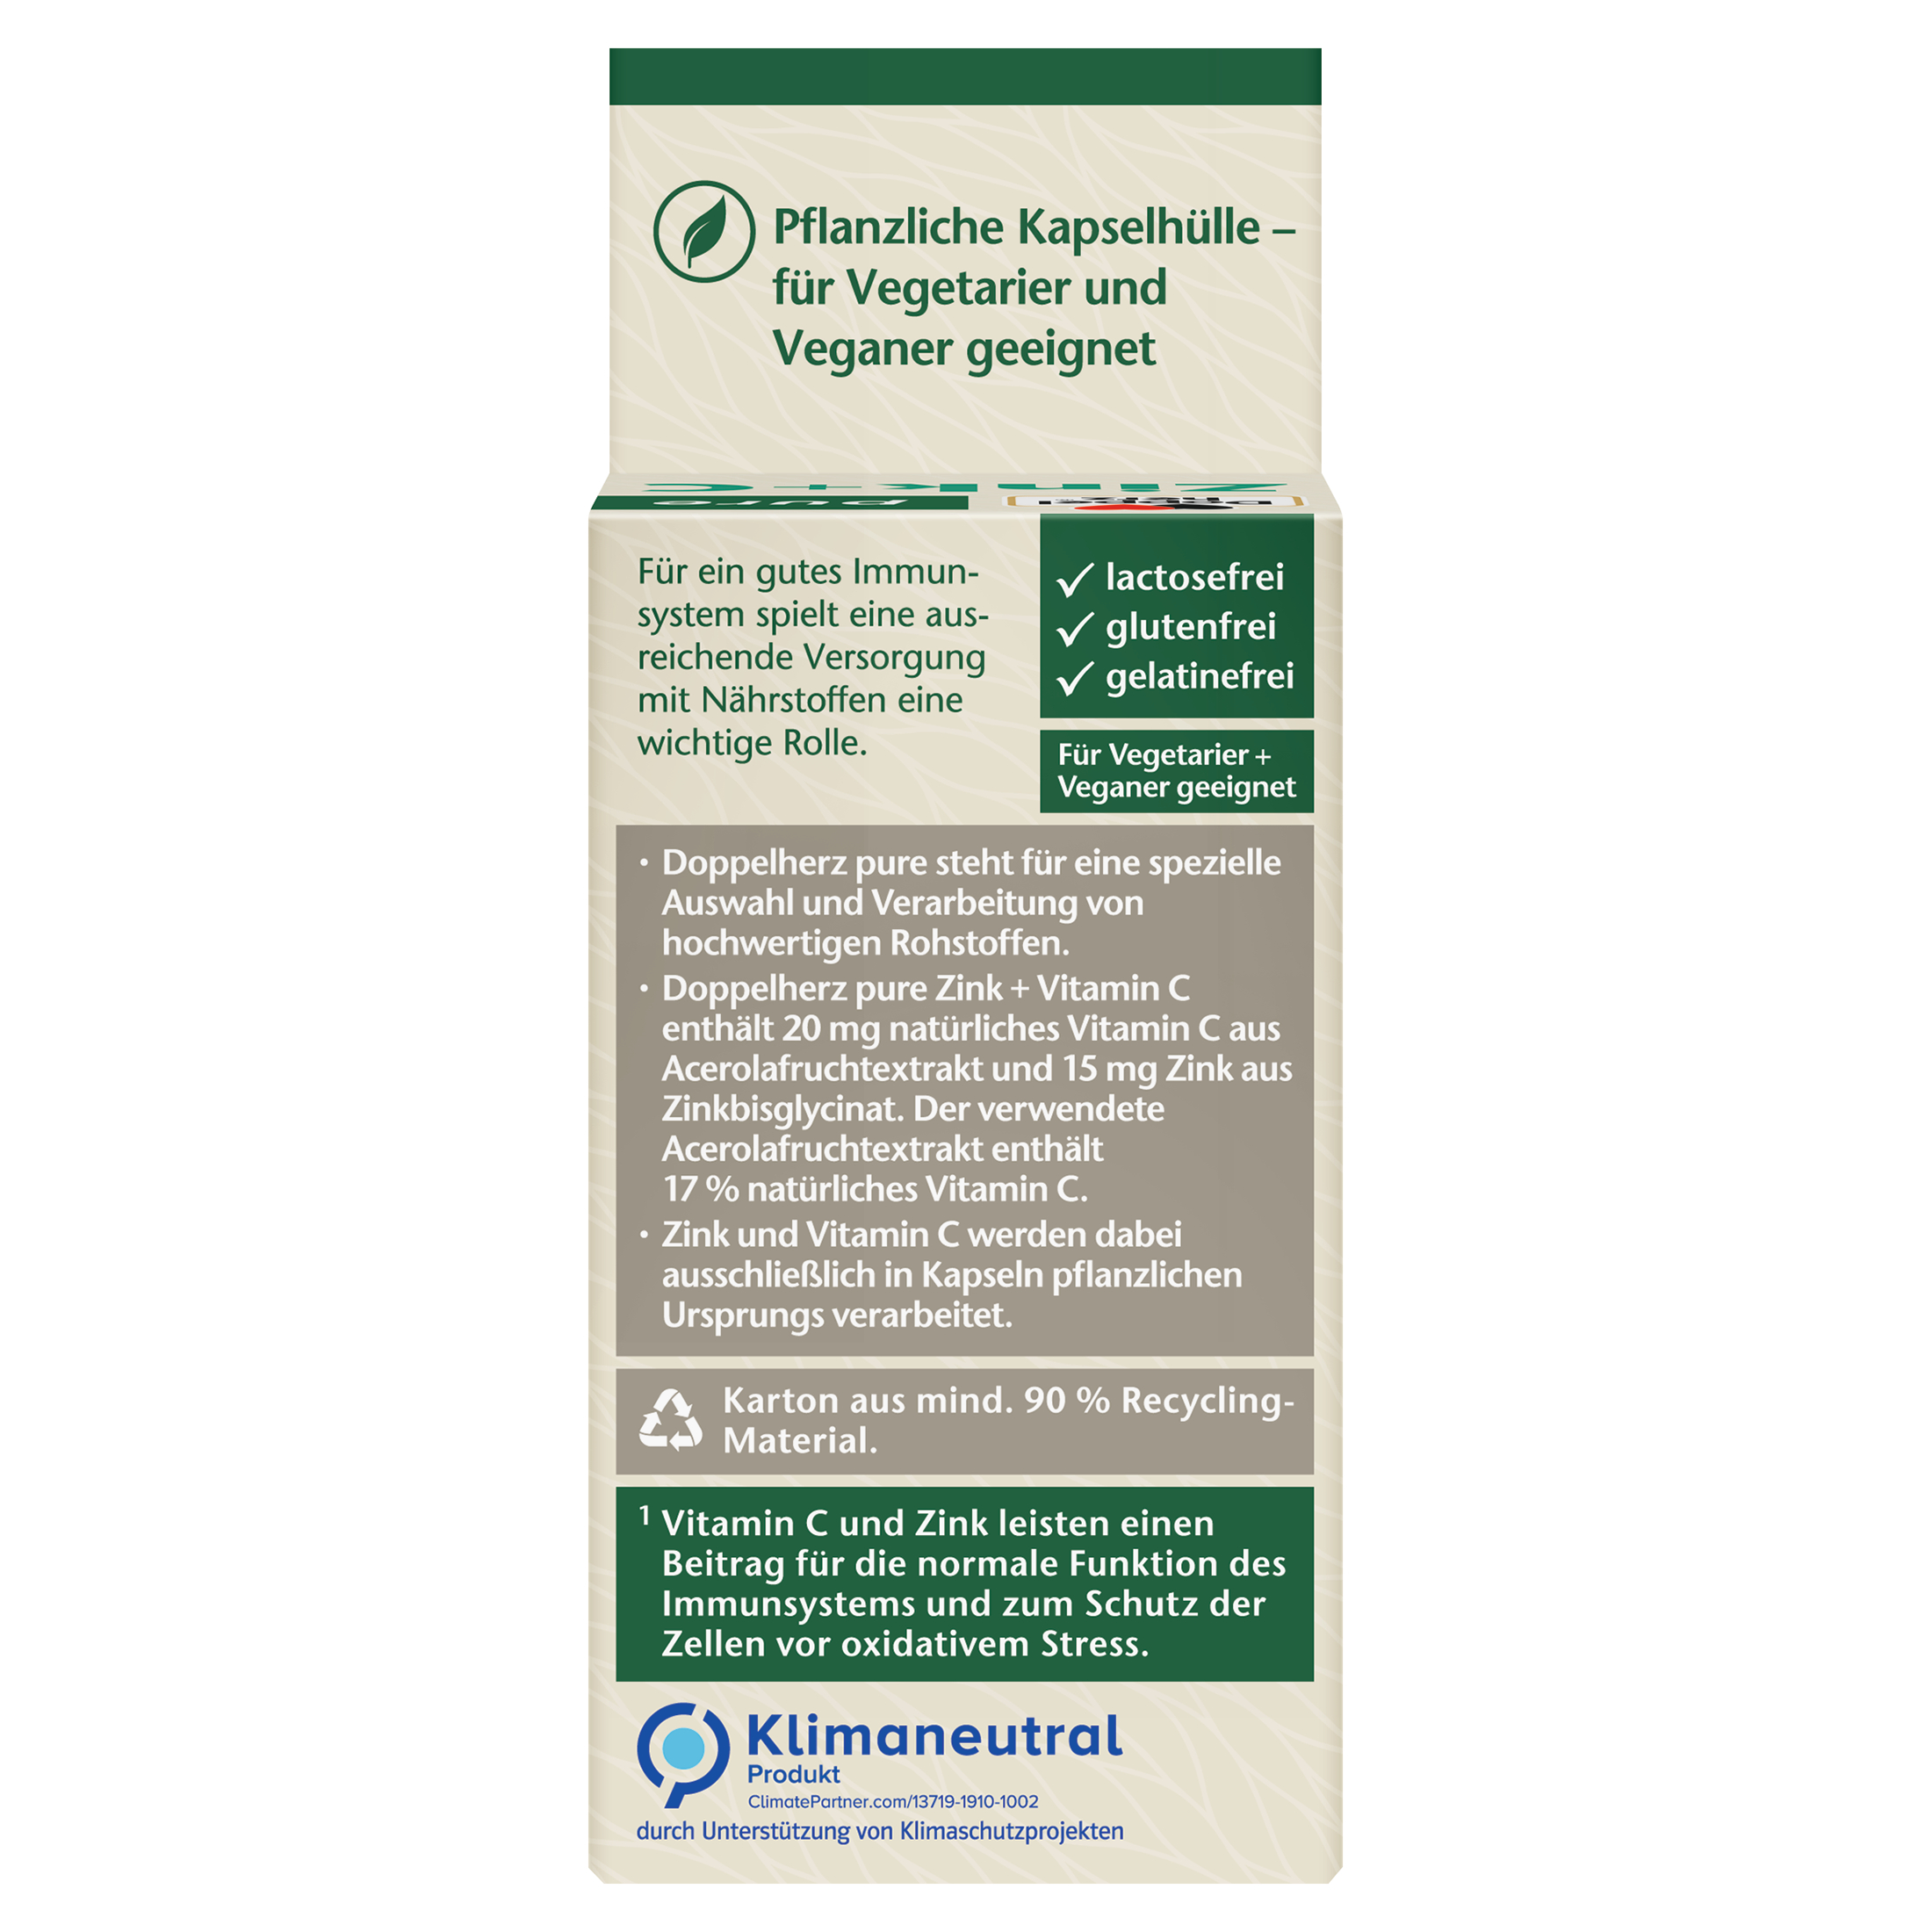 Pflanzliche Kapselhülle –
für Vegetarier und
Veganer geeignet
ZINK+C
pure
Für ein gutes Immun-
system spielt eine aus-
reichende Versorgung
mit Nährstoffen eine
wichtige Rolle.
lactosefrei
glutenfrei
gelatinefrei
Für Vegetarier +
Veganer geeignet
• Doppelherz pure steht für eine spezielle
Auswahl und Verarbeitung von
hochwertigen Rohstoffen.
• Doppelherz pure Zink + Vitamin C
enthält 20 mg natürliches Vitamin C aus
Acerolafruchtextrakt und 15 mg Zink aus
Zinkbisglycinat. Der verwendete
Acerolafruchtextrakt enthält
17 % natürliches Vitamin C.
• Zink und Vitamin C werden dabei
ausschließlich in Kapseln pflanzlichen
Ursprungs verarbeitet.
Karton aus mind. 90 % Recycling-
Material.
1 Vitamin C und Zink leisten einen
Beitrag für die normale Funktion des
Immunsystems und zum Schutz der
Zellen vor oxidativem Stress.
Klimaneutral
Produkt
ClimatePartner.com/13719-1910-1002
durch Unterstützung von Klimaschutzprojekten